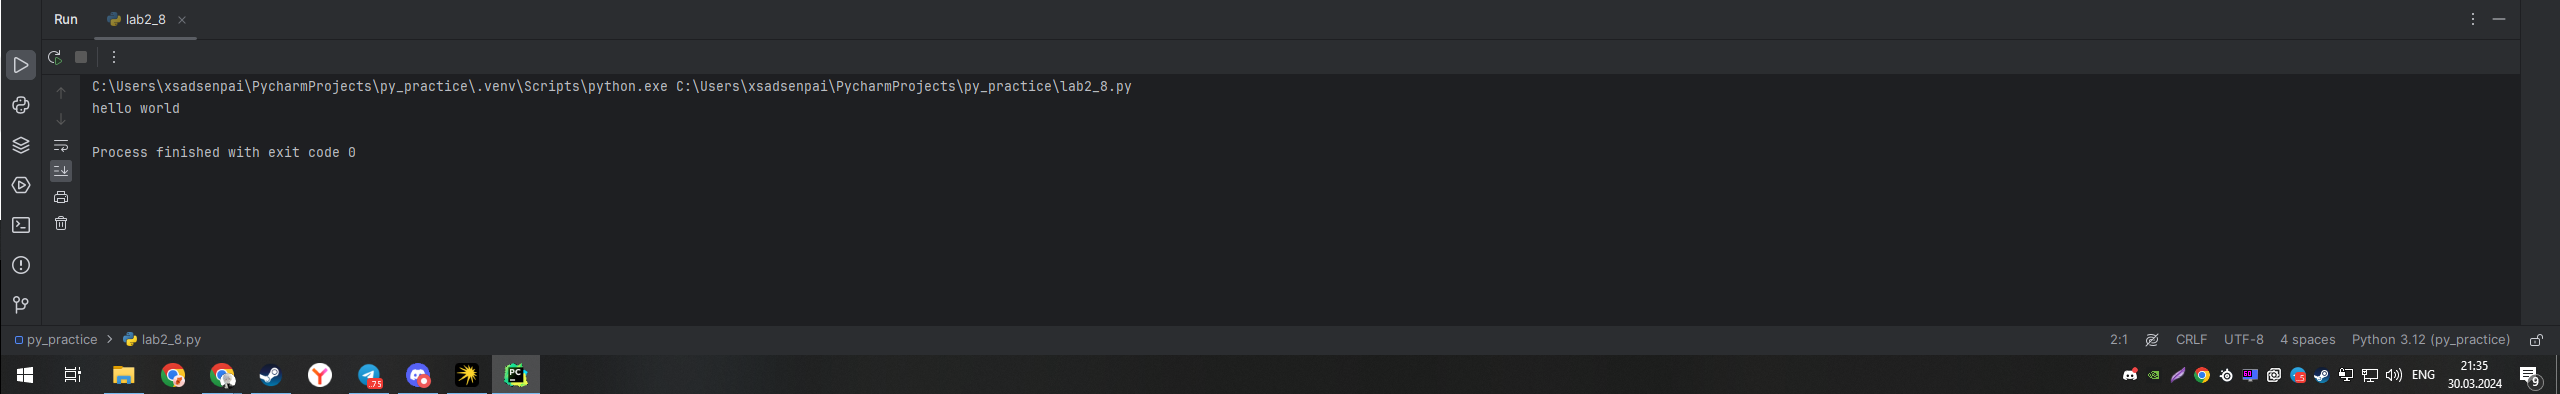 Run lab2_8
C:\Users\xsadsenpai\PycharmProjects\py_practice\.venv\Scripts\python.exe C:\Users\xsadsenpai\PycharmProjects\py_practice\lab2_8.py
hello world
Process finished with exit code 0
py_practice > lab2_8.py 2:1 CRLF UTF-8 4 spaces Python 3.12 (py_practice)
PC .75 60 ENG 21:35
30.03.2024 9